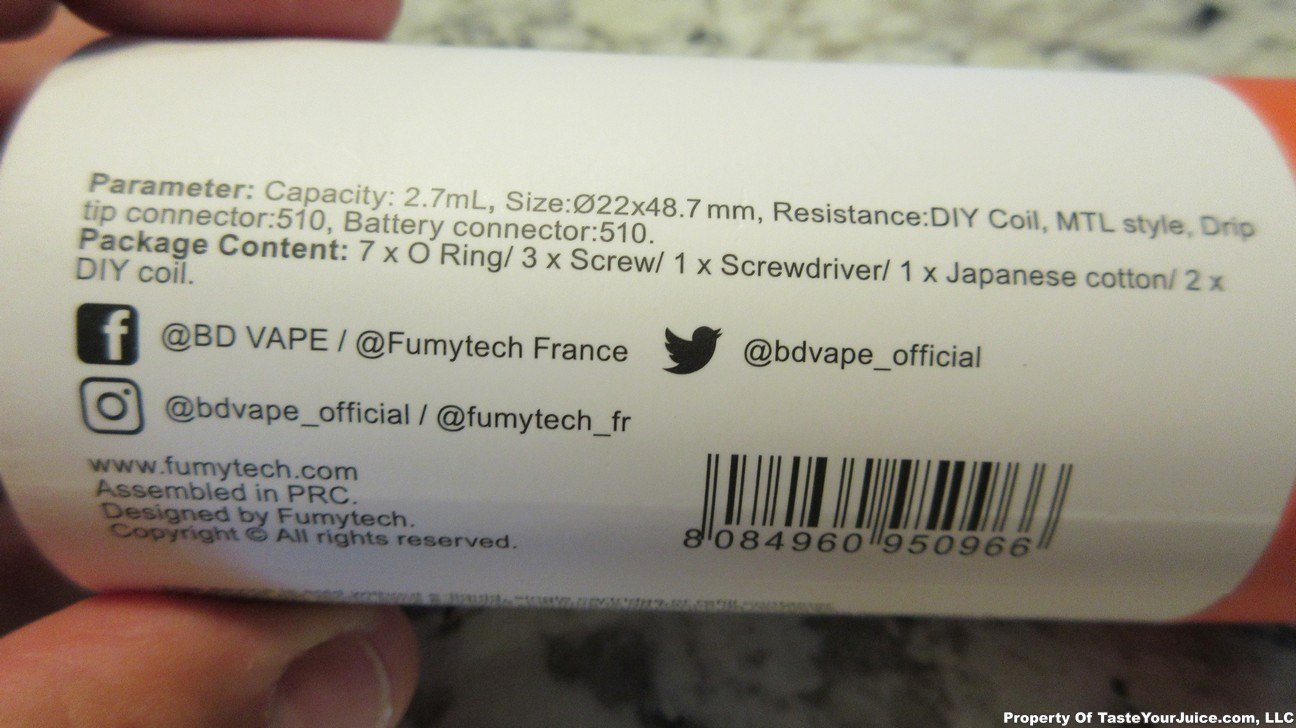 Parameter: Capacity: 2.7mL, Size:Ø22x48.7mm, Resistance:DIY Coil, MTL style, Drip
tip connector:510, Battery connector:510.
Package Content: 7 x O Ring/ 3 x Screw/ 1 x Screwdriver/ 1 x Japanese cotton/ 2 x
DIY coil.
@BD VAPE / @Fumytech France @bdvape_official
@bdvape_official / @fumytech_fr
www.fumytech.com
Assembled in PRC.
Designed by Fumytech.
Copyright © All rights reserved.
8 084960 950966
Property Of TasteYourJuice.com, LLC